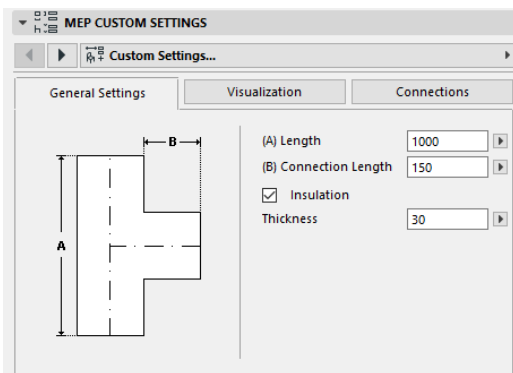 MEP CUSTOM SETTINGS
Custom Settings...
General Settings Visualization Connections
B
A
(A) Length 1000
(B) Connection Length 150
Insulation
Thickness 30